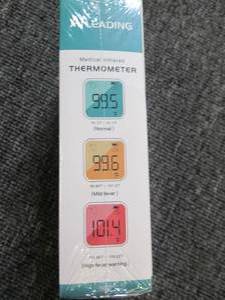 LEADING
Medical Infrared
THERMOMETER
99.5
(Normal)
99.6
(Mild fever)
101.4
(High fever warning)